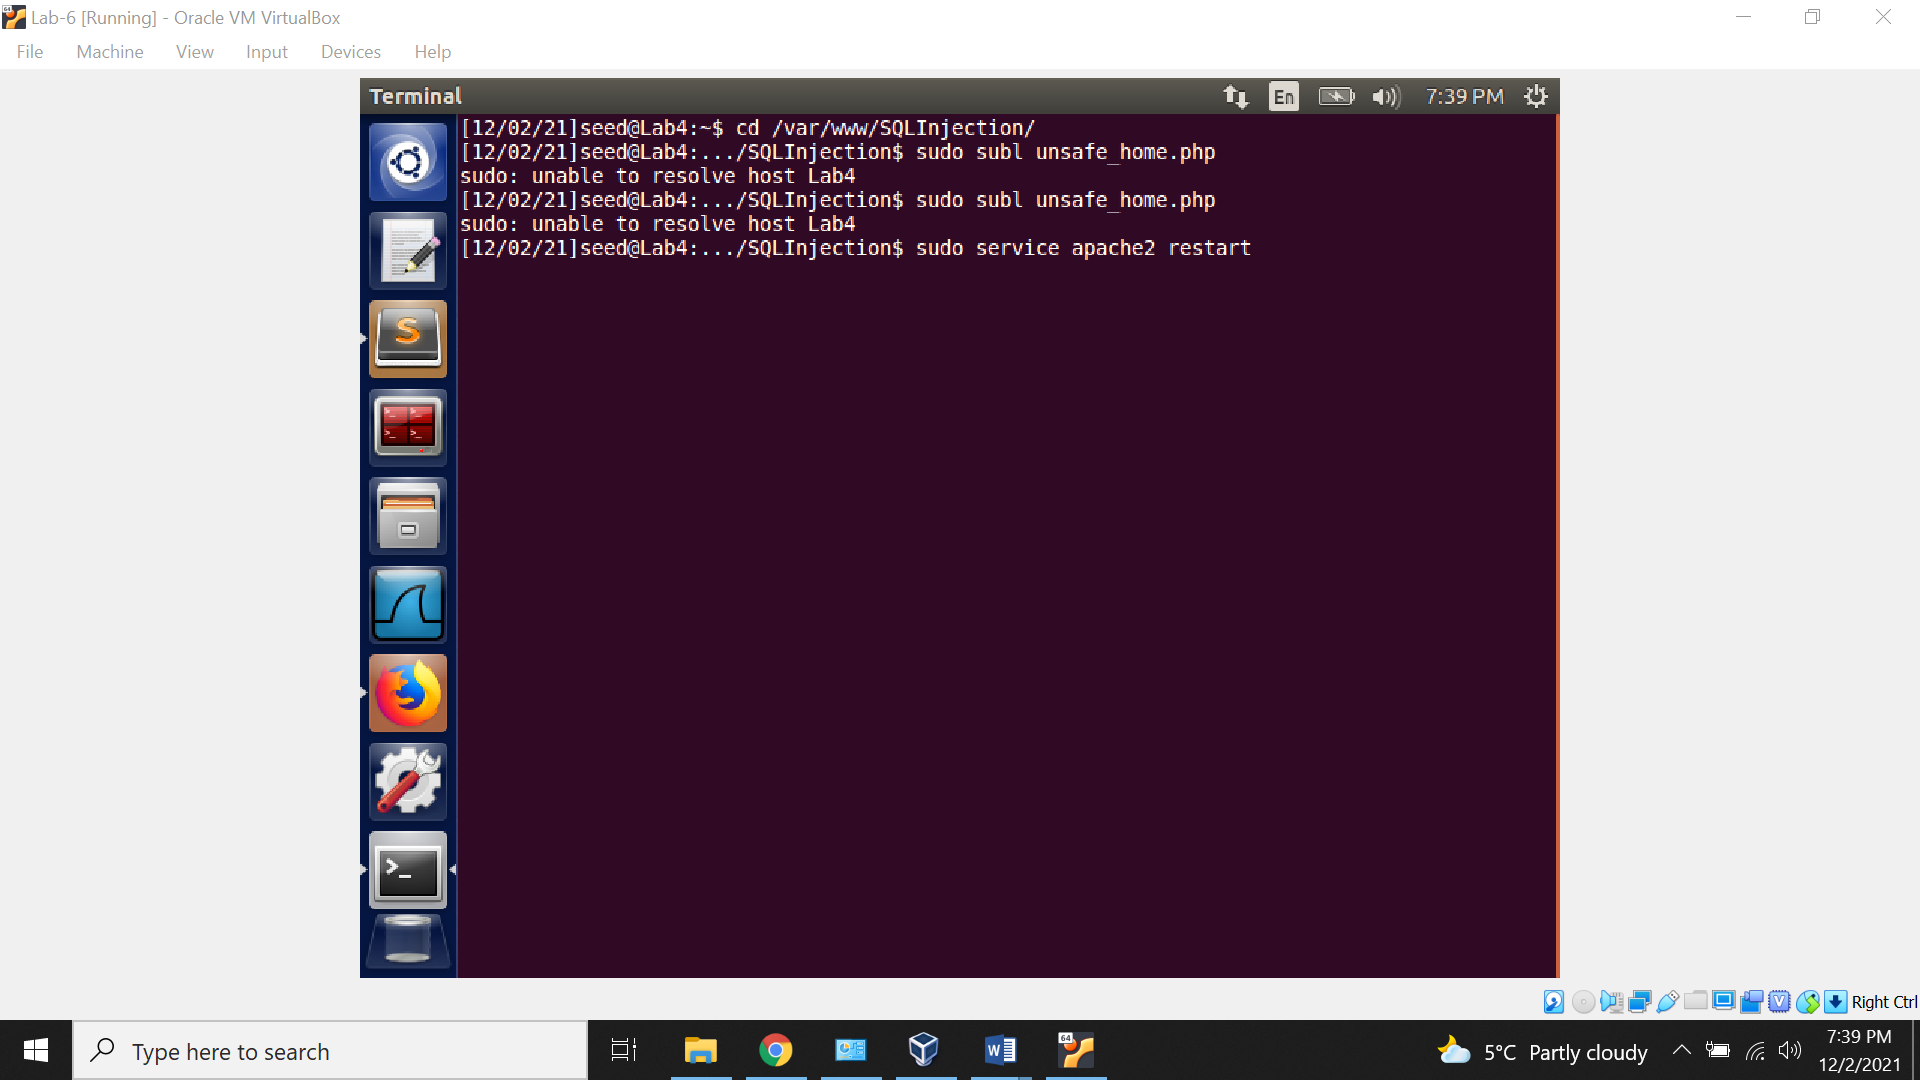 Lab-6 [Running] - Oracle VM VirtualBox
File Machine View Input Devices Help
Terminal En 7:39 PM
[12/02/21]seed@Lab4:~$ cd /var/www/SQLInjection/
[12/02/21]seed@Lab4:.../SQLInjection$ sudo subl unsafe_home.php
sudo: unable to resolve host Lab4
[12/02/21]seed@Lab4:.../SQLInjection$ sudo subl unsafe_home.php
sudo: unable to resolve host Lab4
[12/02/21]seed@Lab4:.../SQLInjection$ sudo service apache2 restart
Right Ctrl
Type here to search
5°C Partly cloudy
7:39 PM
12/2/2021